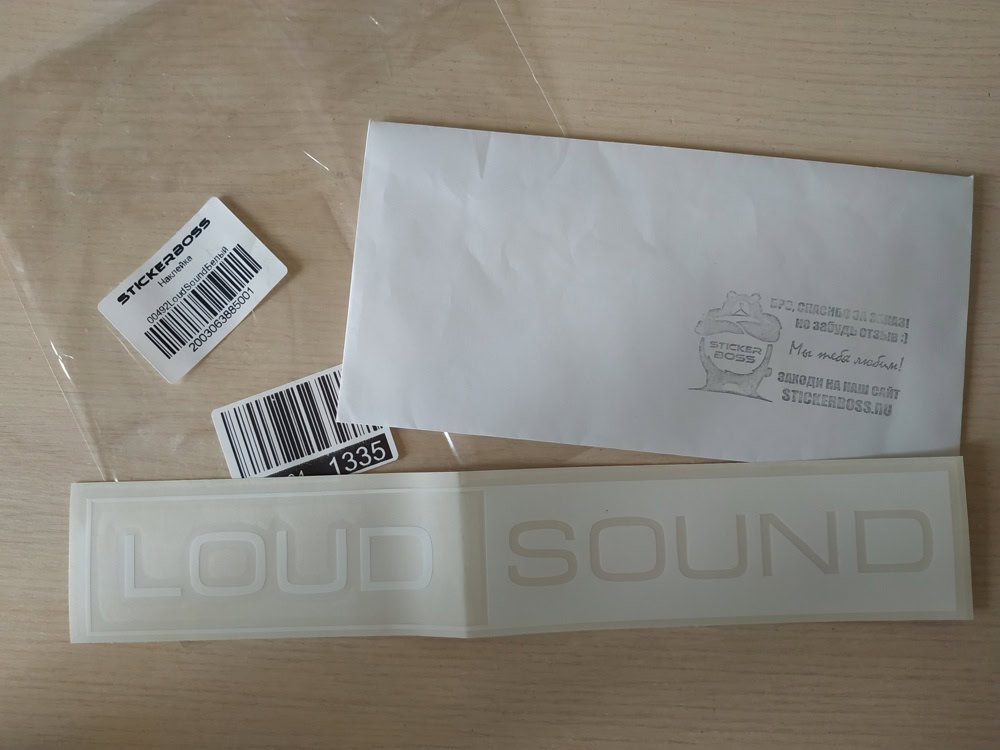 STICKERBOSS
Наклейка
00492LoudSoundБелый
2003063885001
1335
STICKER
BOSS
БРО, СПАСИБО ЗА ЗАКАЗ!
не забудь отзыв :)
Мы тебя любим!
ЗАХОДИ НА НАШ САЙТ
STICKERBOSS.RU
LOUD SOUND